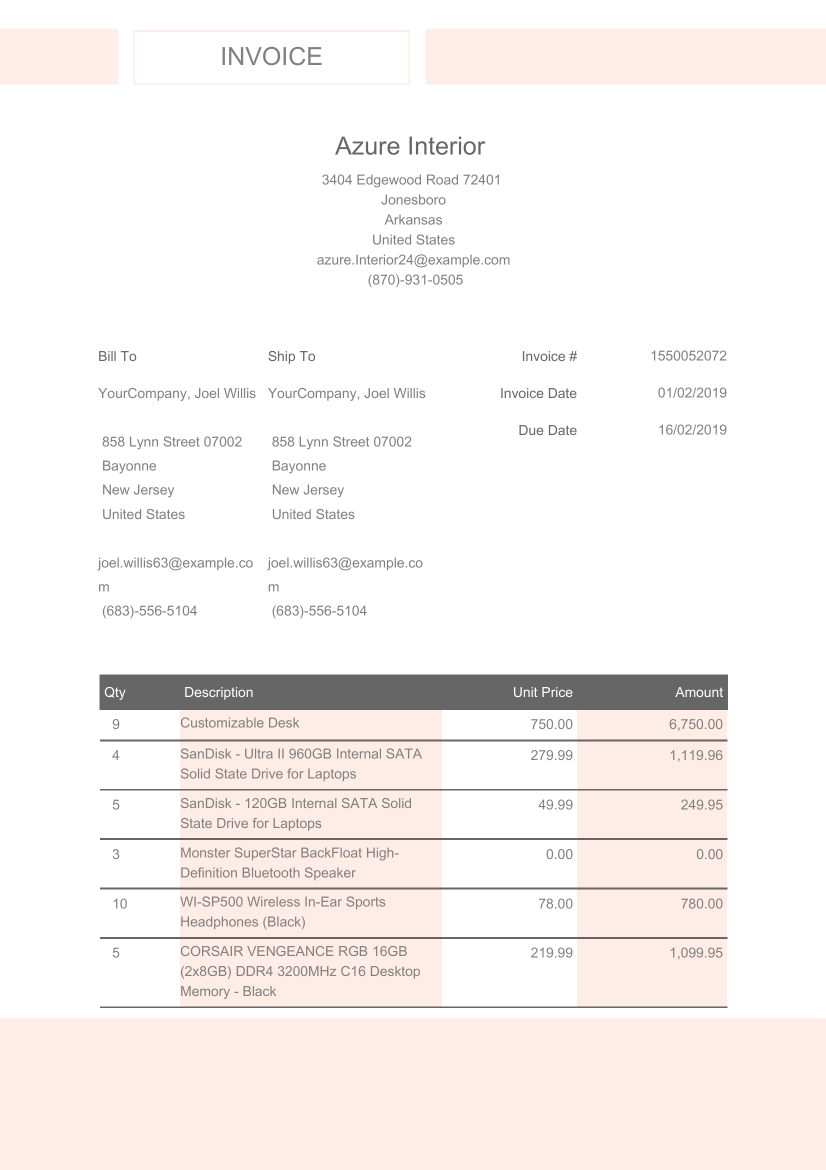 INVOICE
Azure Interior
3404 Edgewood Road 72401
Jonesboro
Arkansas
United States
azure.Interior24@example.com
(870)-931-0505
Bill To Ship To Invoice # 1550052072
YourCompany, Joel Willis YourCompany, Joel Willis Invoice Date 01/02/2019
Due Date 16/02/2019
858 Lynn Street 07002 858 Lynn Street 07002
Bayonne Bayonne
New Jersey New Jersey
United States United States
joel.willis63@example.co joel.willis63@example.co
m m
(683)-556-5104 (683)-556-5104
Qty Description Unit Price Amount
9 Customizable Desk 750.00 6,750.00
4 SanDisk - Ultra II 960GB Internal SATA 279.99 1,119.96
Solid State Drive for Laptops
5 SanDisk - 120GB Internal SATA Solid 49.99 249.95
State Drive for Laptops
3 Monster SuperStar BackFloat High- 0.00 0.00
Definition Bluetooth Speaker
10 WI-SP500 Wireless In-Ear Sports 78.00 780.00
Headphones (Black)
5 CORSAIR VENGEANCE RGB 16GB 219.99 1,099.95
(2x8GB) DDR4 3200MHz C16 Desktop
Memory - Black